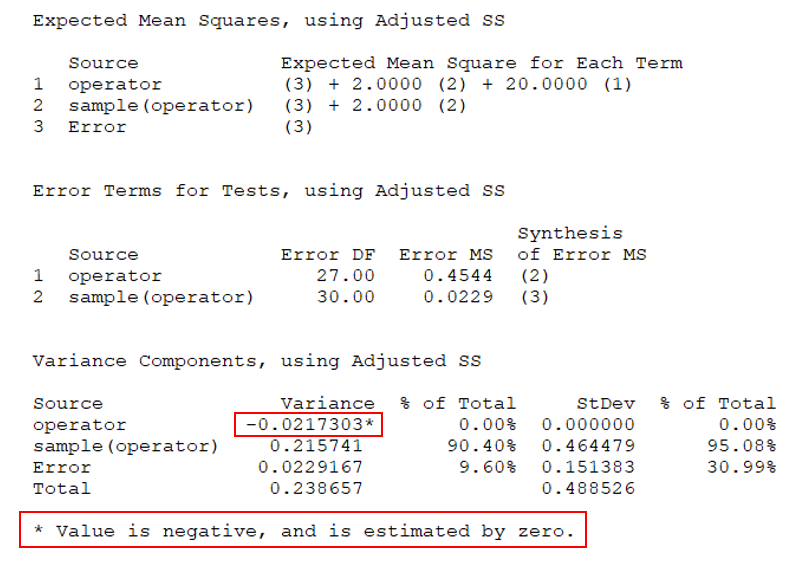 Expected Mean Squares, using Adjusted SS
Source Expected Mean Square for Each Term
1 operator (3) + 2.0000 (2) + 20.0000 (1)
2 sample(operator) (3) + 2.0000 (2)
3 Error (3)
Error Terms for Tests, using Adjusted SS
Synthesis
Source Error DF Error MS of Error MS
1 operator 27.00 0.4544 (2)
2 sample(operator) 30.00 0.0229 (3)
Variance Components, using Adjusted SS
Source Variance % of Total StDev % of Total
operator -0.0217303* 0.00% 0.000000 0.00%
sample(operator) 0.215741 90.40% 0.464479 95.08%
Error 0.0229167 9.60% 0.151383 30.99%
Total 0.238657 0.488526
* Value is negative, and is estimated by zero.